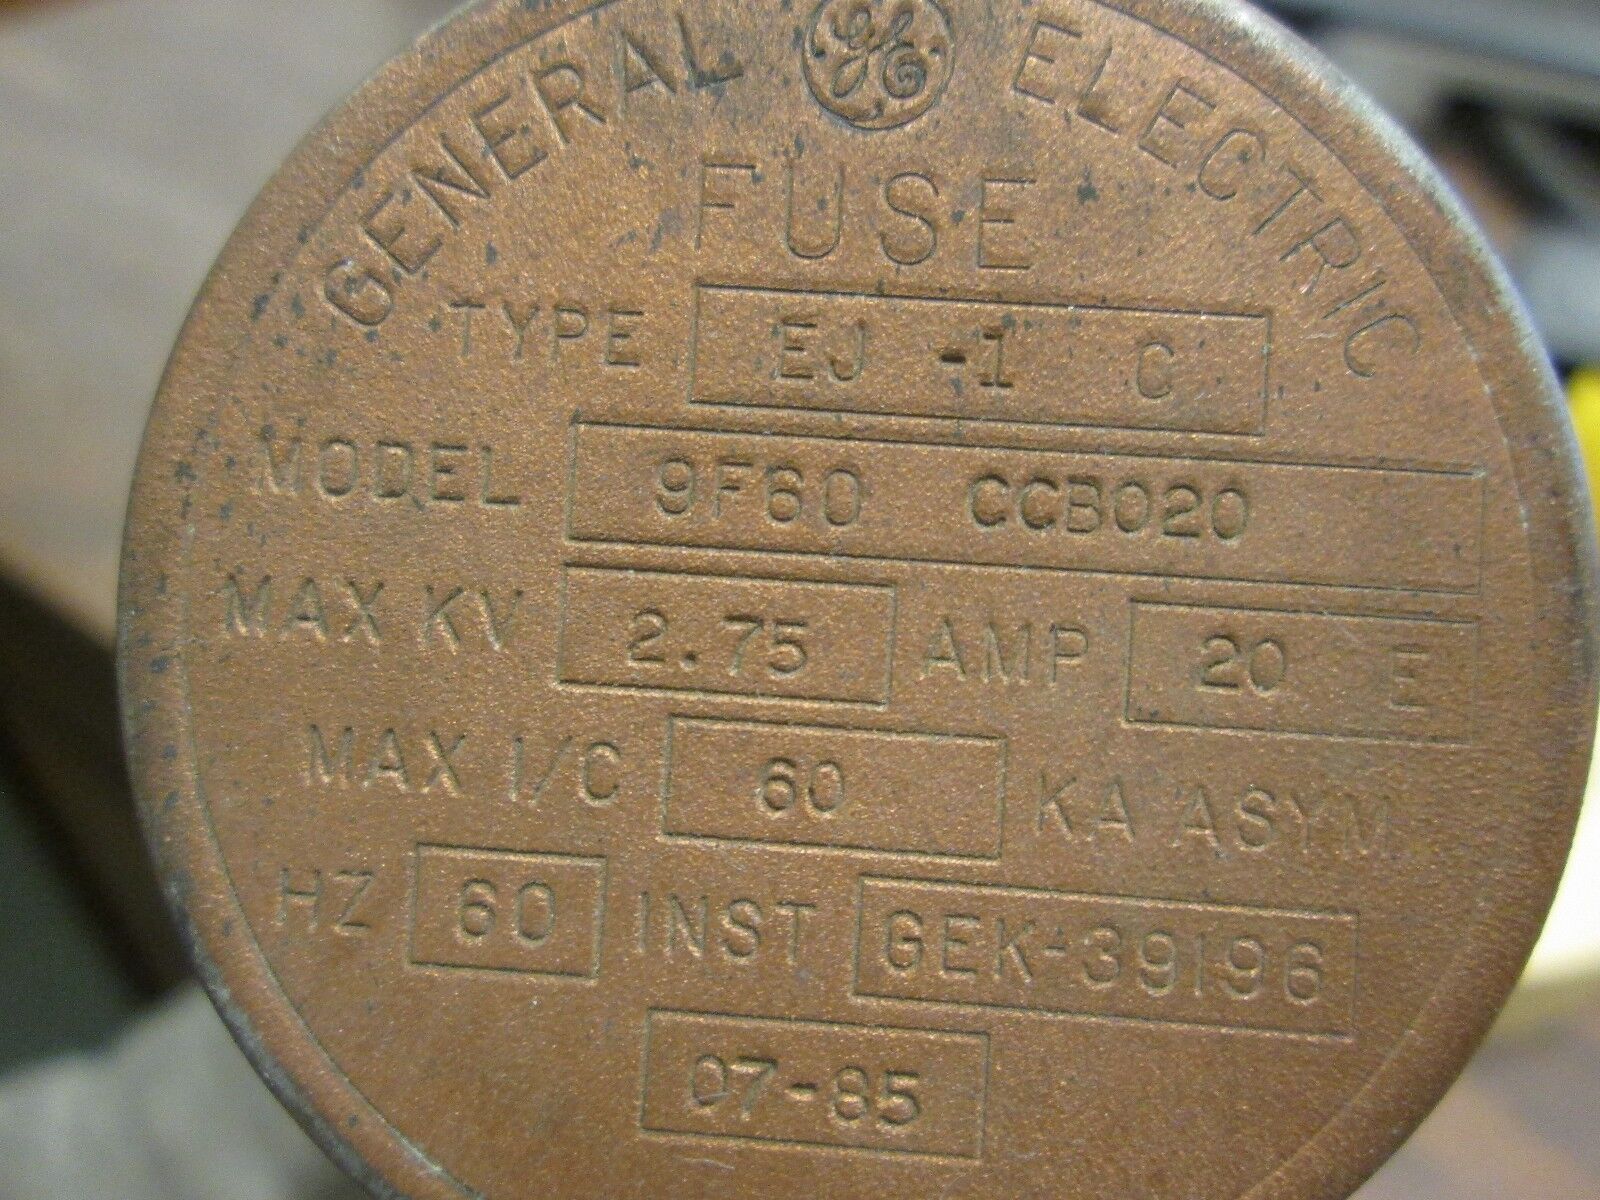 GENERAL GE ELECTRIC
FUSE
TYPE EJ -1 C
MODEL 9F60 CCB020
MAX KV 2.75 AMP 20 E
MAX I/C 60 KA ASYM
HZ 60 INST GEK-39196
07-85